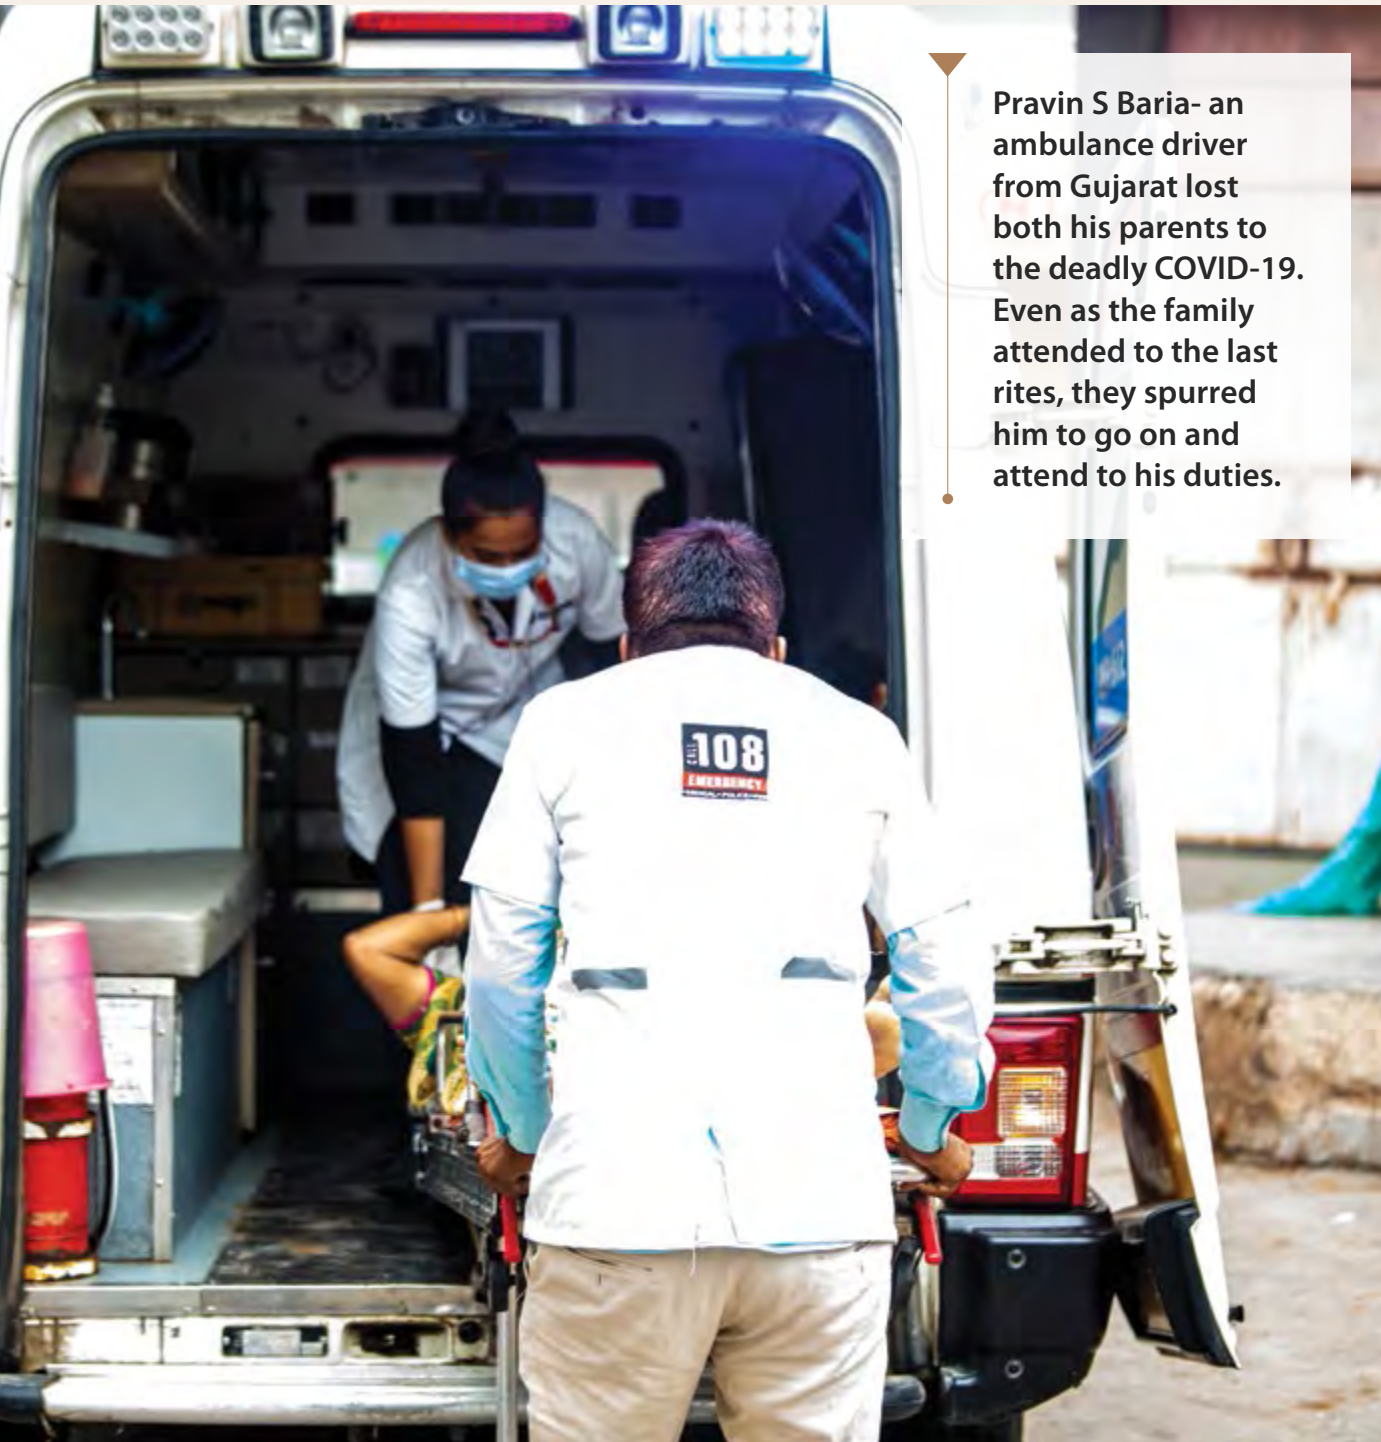 Pravin S Baria- an
ambulance driver
from Gujarat lost
both his parents to
the deadly COVID-19.
Even as the family
attended to the last
rites, they spurred
him to go on and
attend to his duties.
CALL 108
EMERGENCY